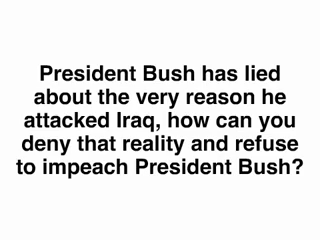 President Bush has lied
about the very reason he
attacked Iraq, how can you
deny that reality and refuse
to impeach President Bush?